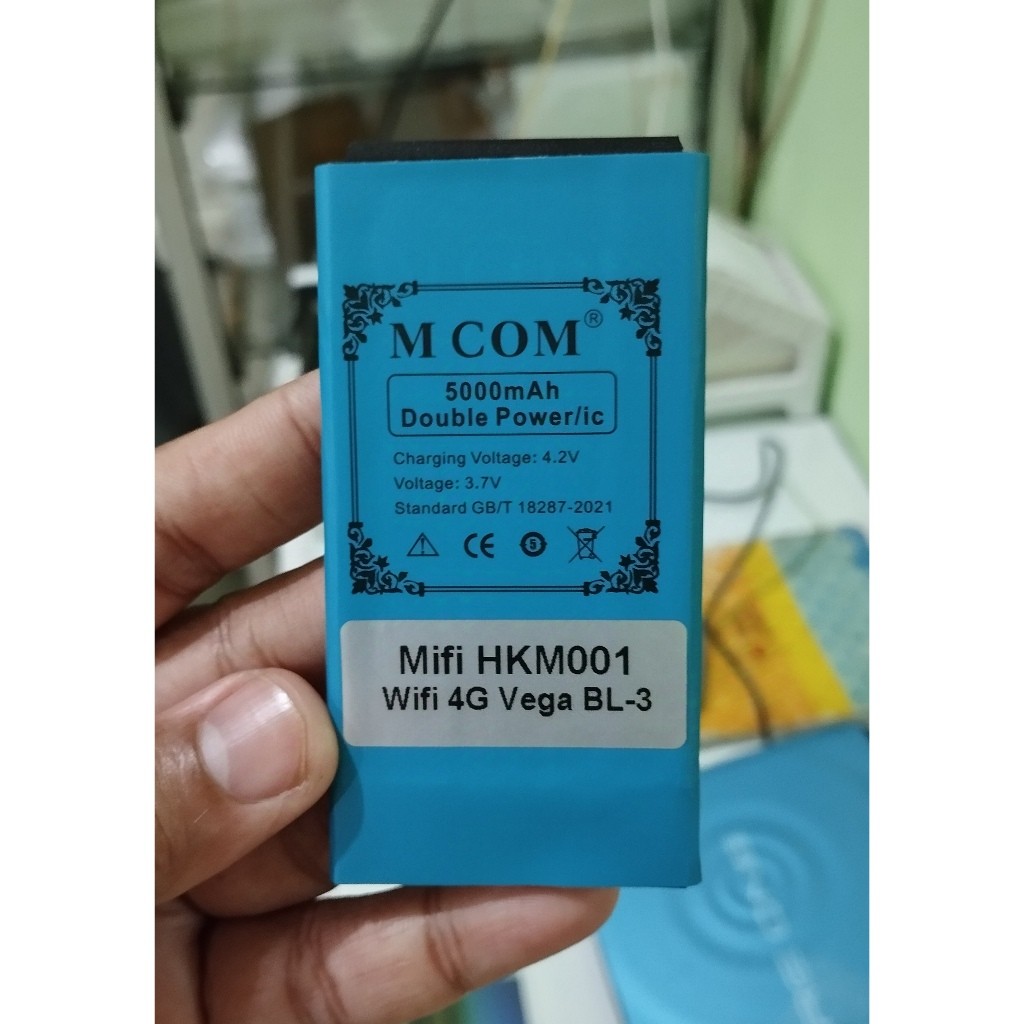 M COM®
5000mAh
Double Power/ic
Charging Voltage: 4.2V
Voltage: 3.7V
Standard GB/T 18287-2021
CE
Mifi HKM001
Wifi 4G Vega BL-3